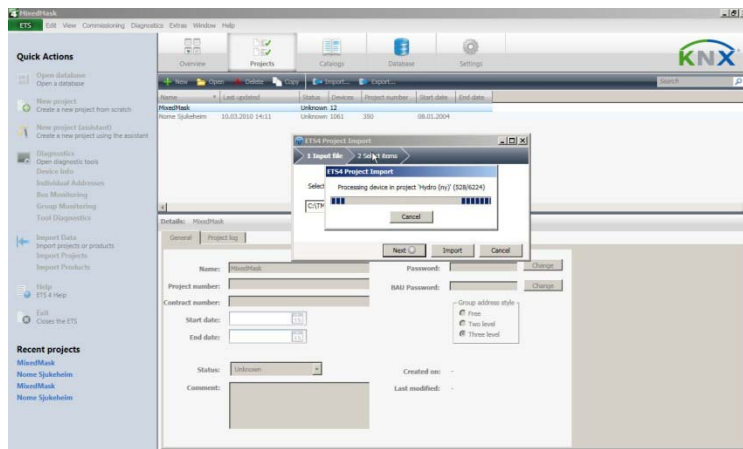 MixedMask
ETS Edit View Commissioning Diagnostics Extras Window Help
Quick Actions
Open database
Open a database
New project
Create a new project from scratch
New project (assistant)
Create a new project using the assistant
Diagnostics
Open diagnostic tools
Device Info
Individual Addresses
Bus Monitoring
Group Monitoring
Tool Diagnostics
Import Data
Import projects or products
Import Projects
Import Products
Help
ETS 4 Help
Exit
Closes the ETS
Recent projects
MixedMask
Nome Sjukeheim
MixedMask
Nome Sjukeheim
Overview Projects Catalogs Database Settings
KNX
New Open Delete Copy Import... Export... Search
Name Last updated Status Devices Project number Start date End date
MixedMask Unknown 12
Nome Sjukeheim 10.03.2010 14:11 Unknown 1051 350 08.01.2004
ETS4 Project Import
1 Input file 2 Select items
Select
C:\TM
ETS4 Project Import
Processing device in project 'Hydro (ny)' (528/6224)
Cancel
Next Import Cancel
Details: MixedMask
General Project log
Name: MixedMask
Project number:
Contract number:
Start date:
End date:
Status: Unknown
Comment:
Password: Change
BAU Password: Change
Group address style
Free
Two level
Three level
Created on: -
Last modified: -